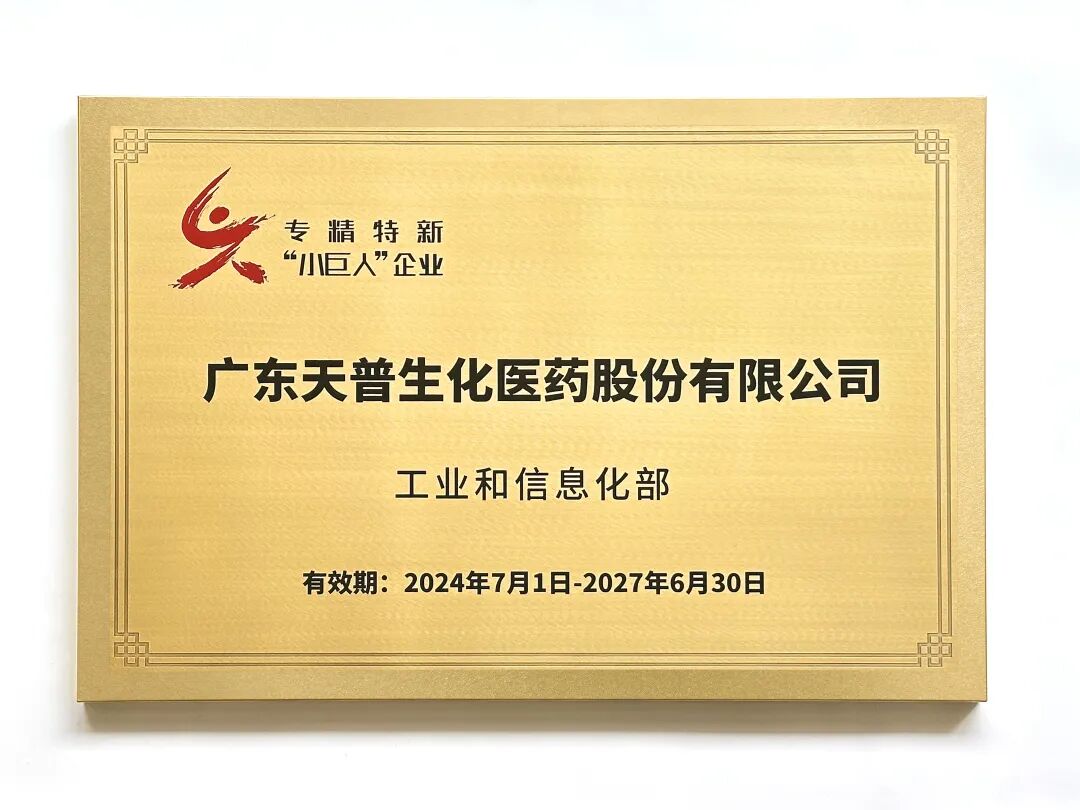 专精特新
“小巨人”企业
广东天普生化医药股份有限公司
工业和信息化部
有效期：2024年7月1日-2027年6月30日